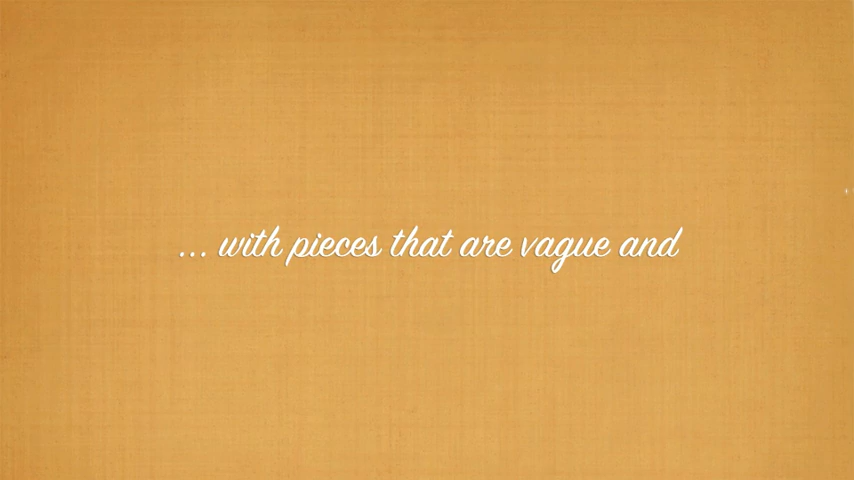 ... with pieces that are vague and